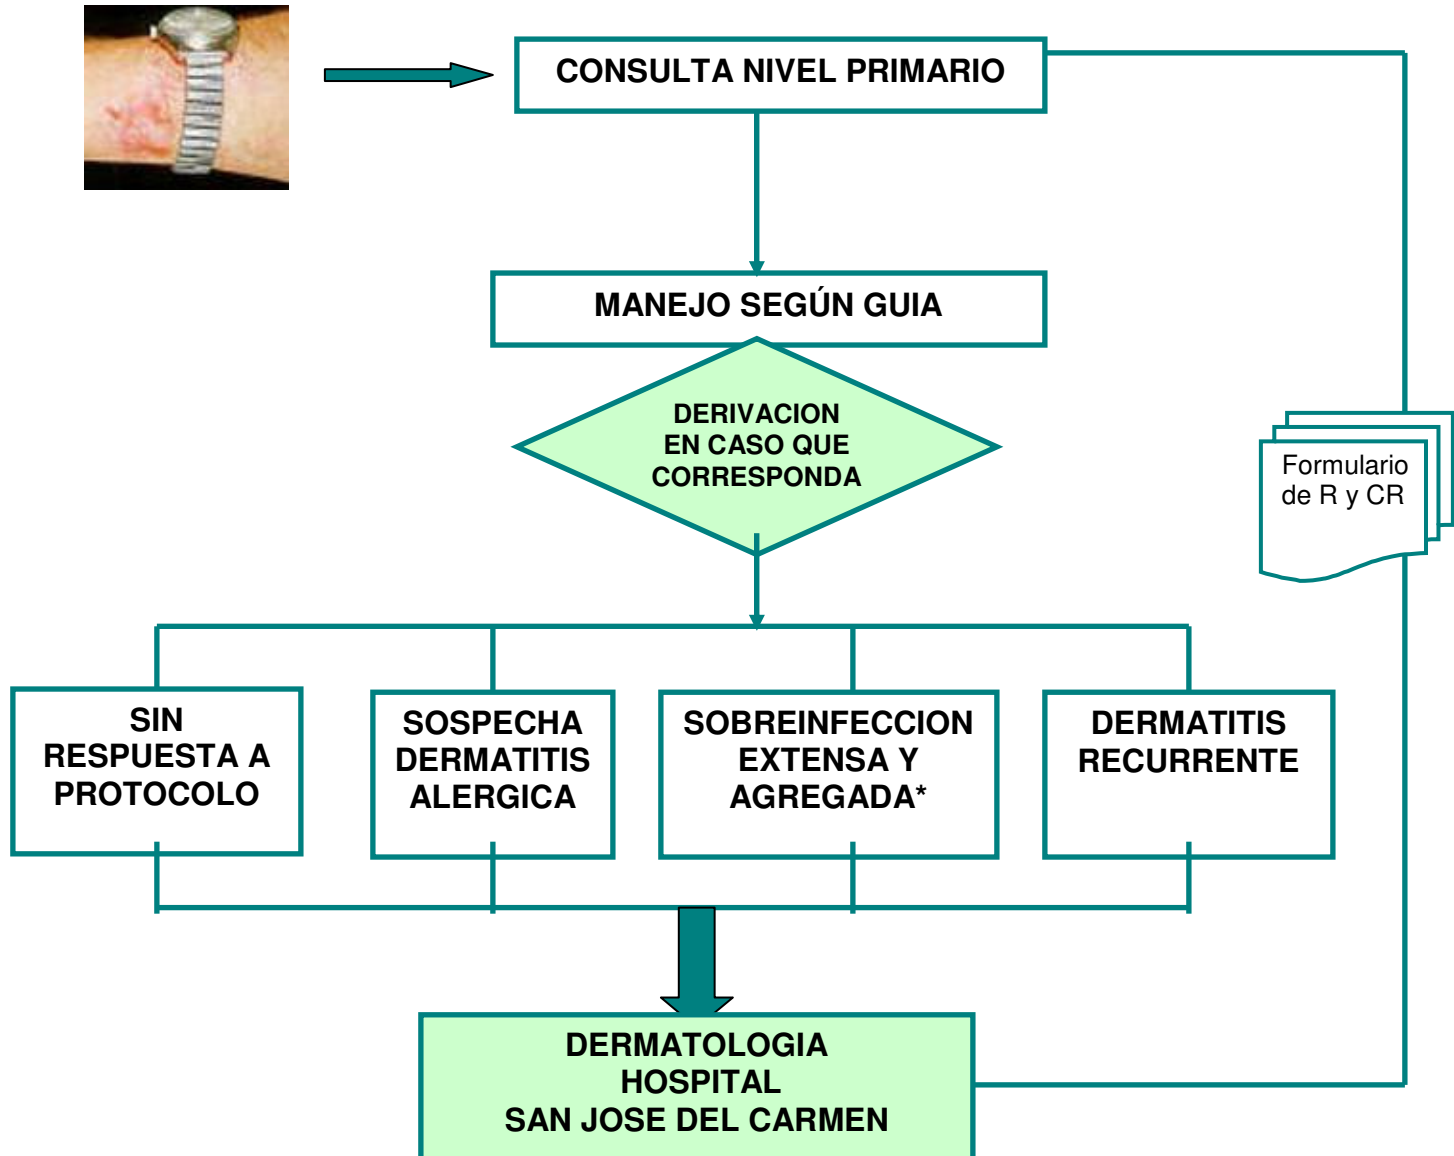 CONSULTA NIVEL PRIMARIO
MANEJO SEGÚN GUIA
DERIVACION
EN CASO QUE
CORRESPONDA
Formulario
de R y CR
SIN
RESPUESTA A
PROTOCOLO
SOSPECHA
DERMATITIS
ALERGICA
SOBREINFECCION
EXTENSA Y
AGREGADA*
DERMATITIS
RECURRENTE
DERMATOLOGIA
HOSPITAL
SAN JOSE DEL CARMEN